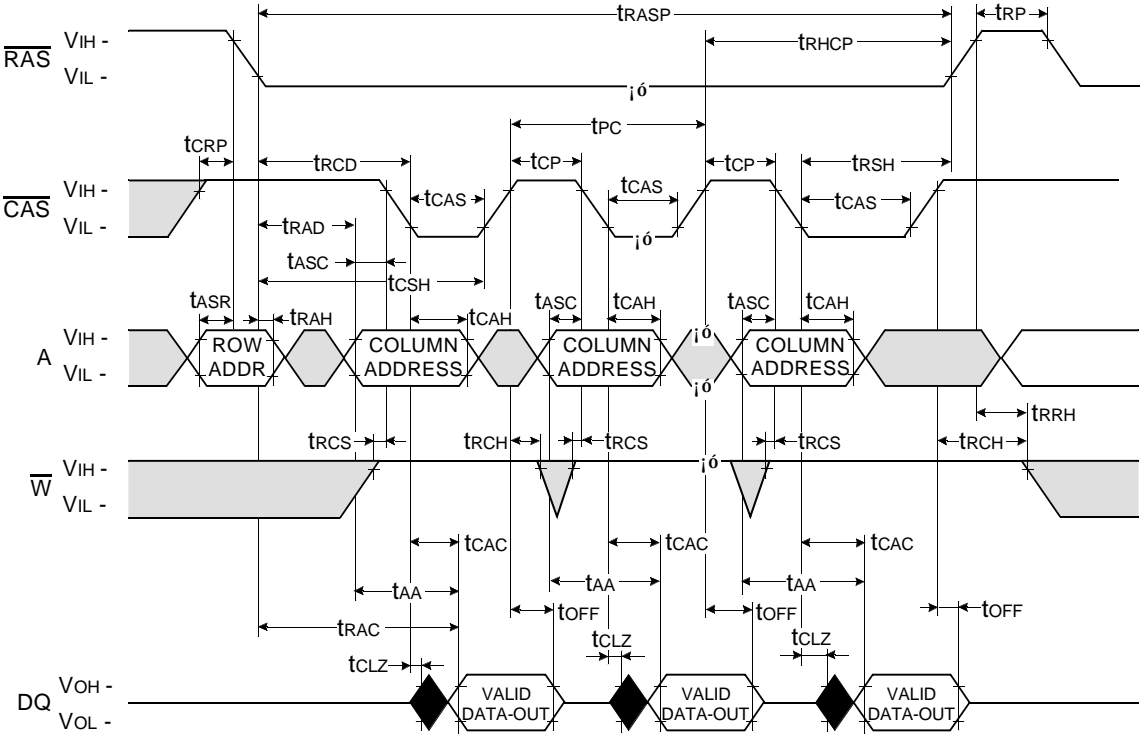 tRASP
tRP
tRHCP
RAS
VIH -
VIL -
¡ó
tPC
tCRP
tRCD
tCP
tCP
tRSH
CAS
VIH -
VIL -
tCAS
tCAS
tCAS
¡ó
tRAD
tASC
tCSH
tASR
tRAH
tCAH
tASC
tCAH
tASC
tCAH
A
VIH -
VIL -
ROW
ADDR
COLUMN
ADDRESS
COLUMN
ADDRESS
¡ó
¡ó
COLUMN
ADDRESS
tRRH
tRCS
tRCH
tRCS
tRCS
tRCH
W
VIH -
VIL -
¡ó
tCAC
tCAC
tCAC
tAA
tAA
tAA
tRAC
tOFF
tOFF
tOFF
tCLZ
tCLZ
tCLZ
DQ
VOH -
VOL -
VALID
DATA-OUT
VALID
DATA-OUT
VALID
DATA-OUT